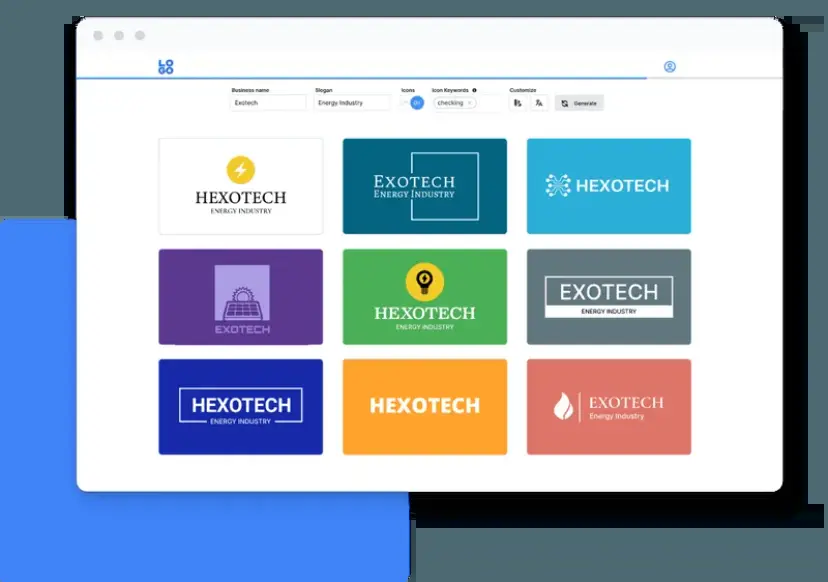 LO
GO
Business name
Slogan
Icons
Icon Keywords
Customize
Exotech
Energy Industry
On
checking ×
Generate
HEXOTECH
ENERGY INDUSTRY
EXOTECH
ENERGY INDUSTRY
HEXOTECH
EXOTECH
HEXOTECH
ENERGY INDUSTRY
EXOTECH
ENERGY INDUSTRY
HEXOTECH
ENERGY INDUSTRY
HEXOTECH
EXOTECH
Energy Industry